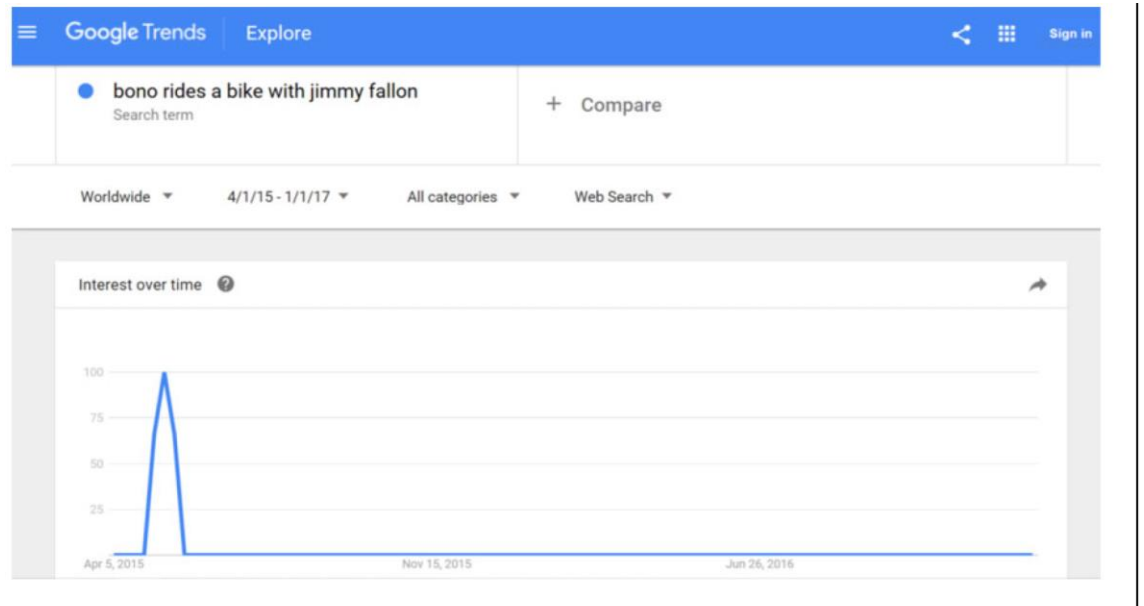 Google Trends Explore Sign in
bono rides a bike with jimmy fallon
Search term
+ Compare
Worldwide 4/1/15 - 1/1/17 All categories Web Search
Interest over time ?
100
75
50
25
Apr 5, 2015 Nov 15, 2015 Jun 26, 2016